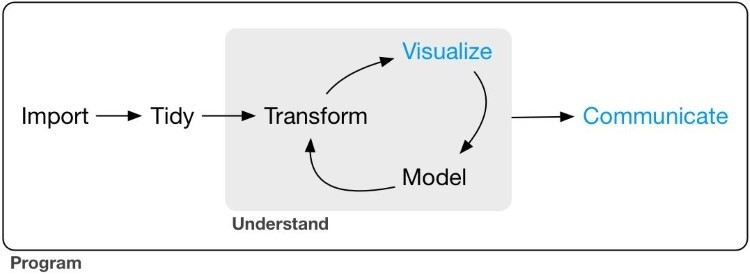 Visualize
Import
Tidy
Transform
Communicate
Model
Understand
Program